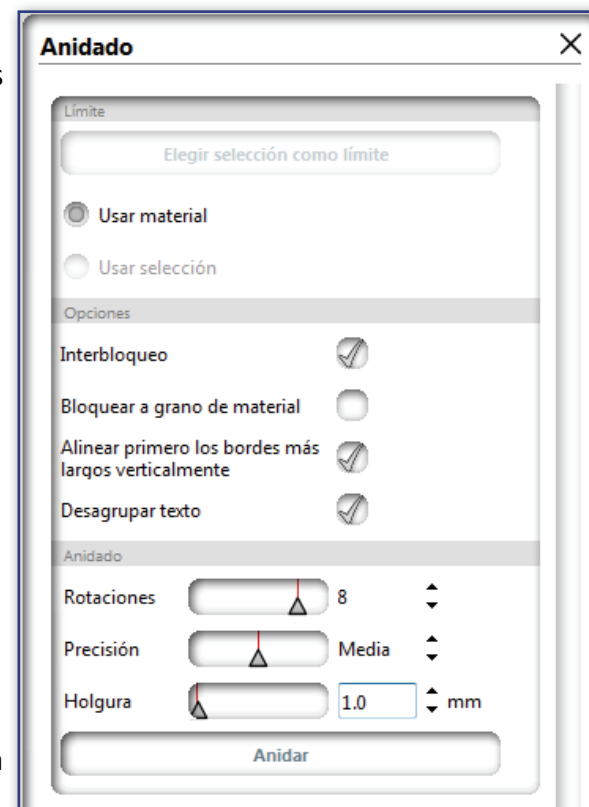 Anidado
s
Límite
Elegir selección como límite
Usar material
Usar selección
Opciones
Interbloqueo
Bloquear a grano de material
Alinear primero los bordes más
largos verticalmente
Desagrupar texto
Anidado
Rotaciones 8
Precisión Media
Holgura 1.0 mm
Anidar